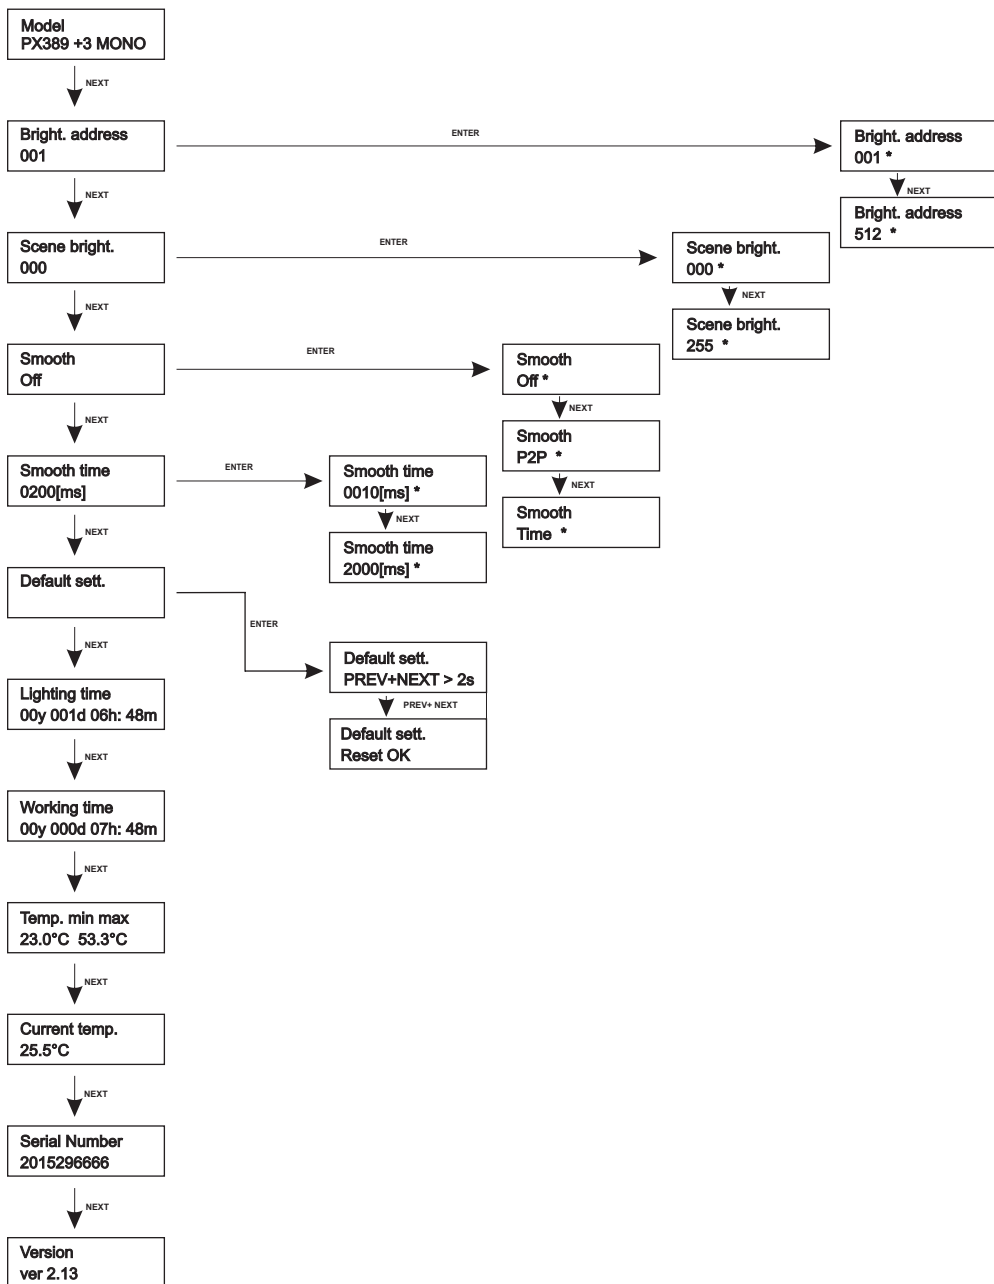 Model
PX389 +3 MONO
NEXT
Bright. address
001
ENTER
Bright. address
001 *
NEXT
Bright. address
512 *
NEXT
Scene bright.
000
ENTER
Scene bright.
000 *
NEXT
Scene bright.
255 *
NEXT
Smooth
Off
ENTER
Smooth
Off *
NEXT
Smooth
P2P *
NEXT
Smooth
Time *
NEXT
Smooth time
0200[ms]
ENTER
Smooth time
0010[ms] *
NEXT
Smooth time
2000[ms] *
NEXT
Default sett.
ENTER
Default sett.
PREV+NEXT > 2s
PREV+ NEXT
Default sett.
Reset OK
NEXT
Lighting time
00y 001d 06h: 48m
NEXT
Working time
00y 000d 07h: 48m
NEXT
Temp. min max
23.0°C 53.3°C
NEXT
Current temp.
25.5°C
NEXT
Serial Number
2015296666
NEXT
Version
ver 2.13